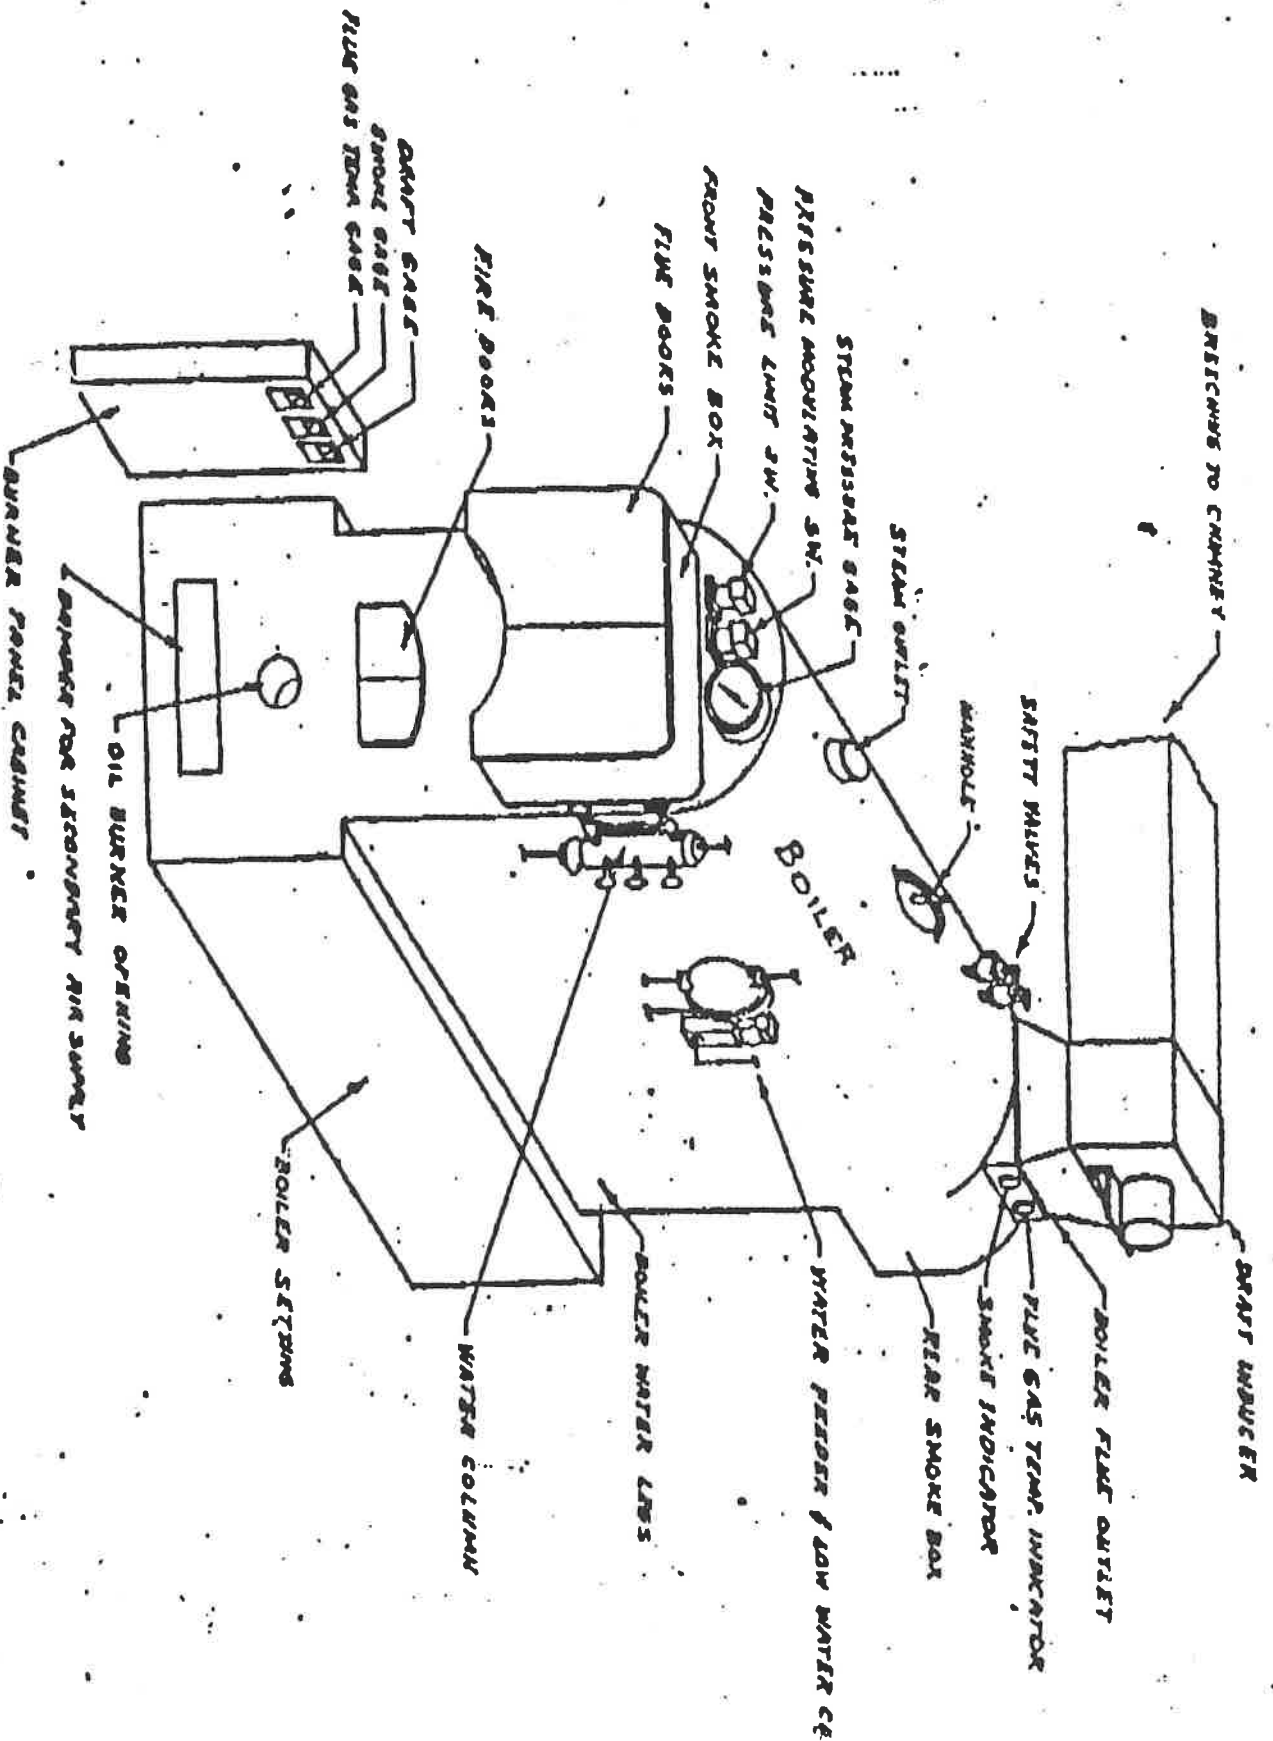 BREECHING TO CHIMNEY
DRAFT INDUCER
SAFETY VALVES
MANHOLE
STEAM OUTLET
STEAM PRESSURE GAGE
PRESSURE MODULATING SW.
PRESSURE LIMIT SW.
FRONT SMOKE BOX
FLUE DOORS
FIRE DOORS
DRAFT GAGE
SMOKE GAGE
FLUE GAS TEMP GAGE
BOILER
BOILER FLUE OUTLET
FLUE GAS TEMP. INDICATOR
SMOKE INDICATOR
REAR SMOKE BOX
WATER FEEDER & LOW WATER
BOILER WATER LEGS
WATER COLUMN
BOILER SETTING
OIL BURNER OPENING
DAMPER FOR SECONDARY AIR SUPPLY
BURNER PANEL CABINET